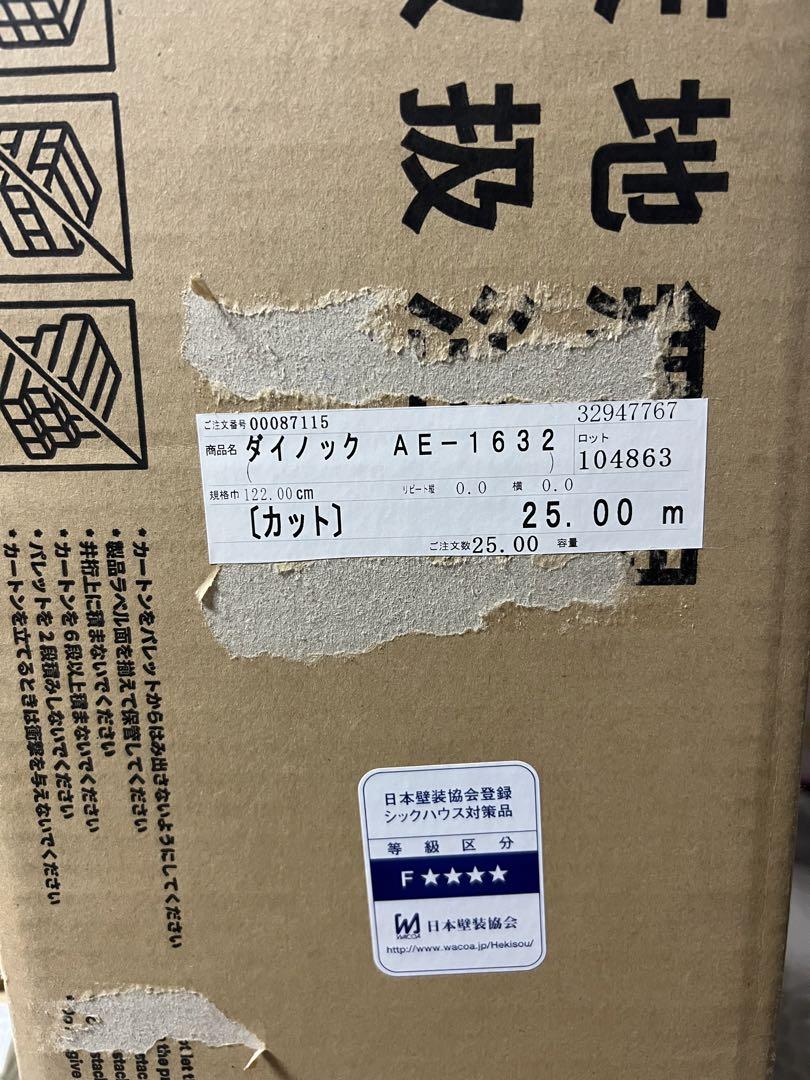 地
扱
ご注文番号 00087115
32947767
商品名 ダイノック AE-1632
( )
ロット
104863
規格巾 122.00cm リピート縦 0.0 横 0.0
[カット] 25.00 m
ご注文数 25.00 容量
・カートンをパレットからはみ出さないようにしてください
・製品ラベル面を揃えて保管してください
・井桁上に積まないでください
・カートンを6段以上積まないでください
・パレットを2段積みしないでください
・カートンを立てるときは衝撃を与えないでください
日本壁装協会登録
シックハウス対策品
等級区分
F★★★★
WACOA 日本壁装協会
http://www.wacoa.jp/Hekisou/